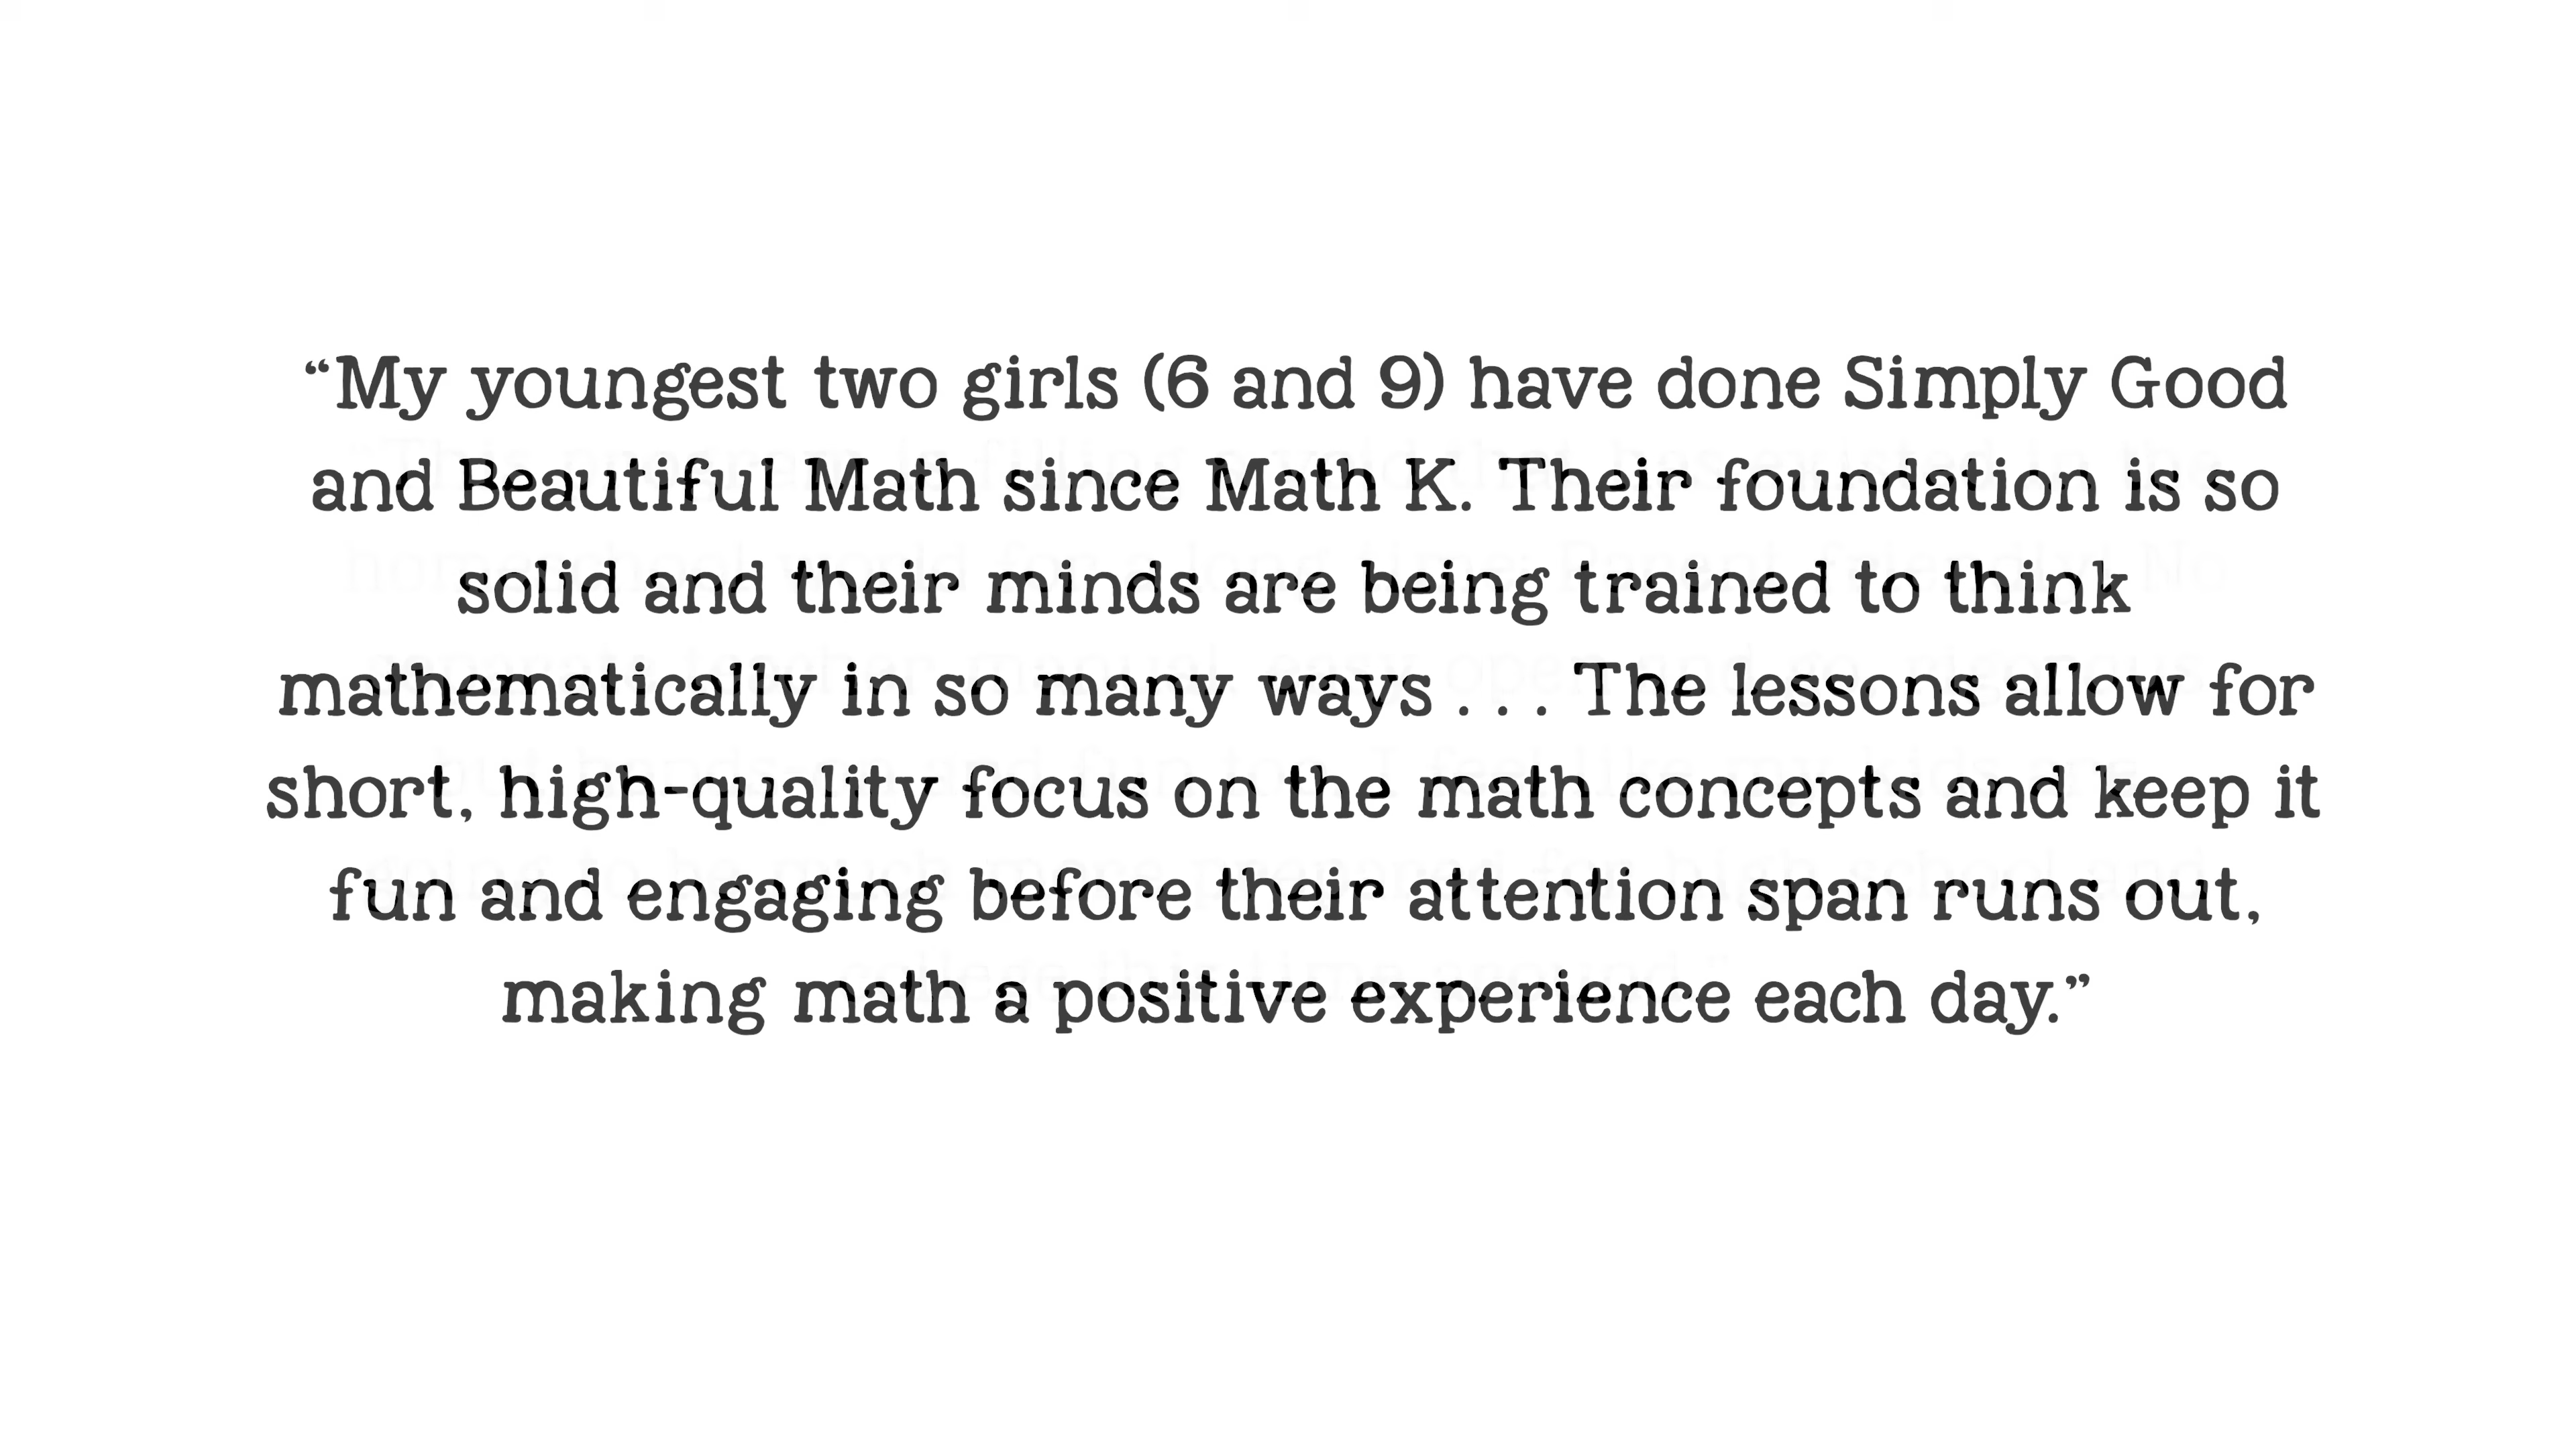 “My youngest two girls (6 and 9) have done Simply Good
and Beautiful Math since Math K. Their foundation is so
solid and their minds are being trained to think
mathematically in so many ways . . . The lessons allow for
short, high-quality focus on the math concepts and keep it
fun and engaging before their attention span runs out,
making math a positive experience each day.”